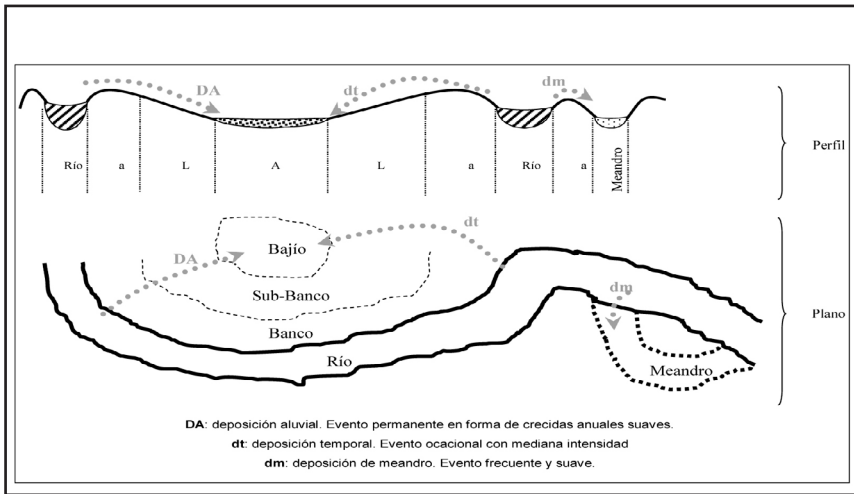 DA
dt
dm
Río
a
L
A
L
a
Río
a
Meandro
Perfil
DA
Bajío
dt
Sub-Banco
dm
Banco
Río
Meandro
Plano
DA: deposición aluvial. Evento permanente en forma de crecidas anuales suaves.
dt: deposición temporal. Evento ocacional con mediana intensidad
dm: deposición de meandro. Evento frecuente y suave.